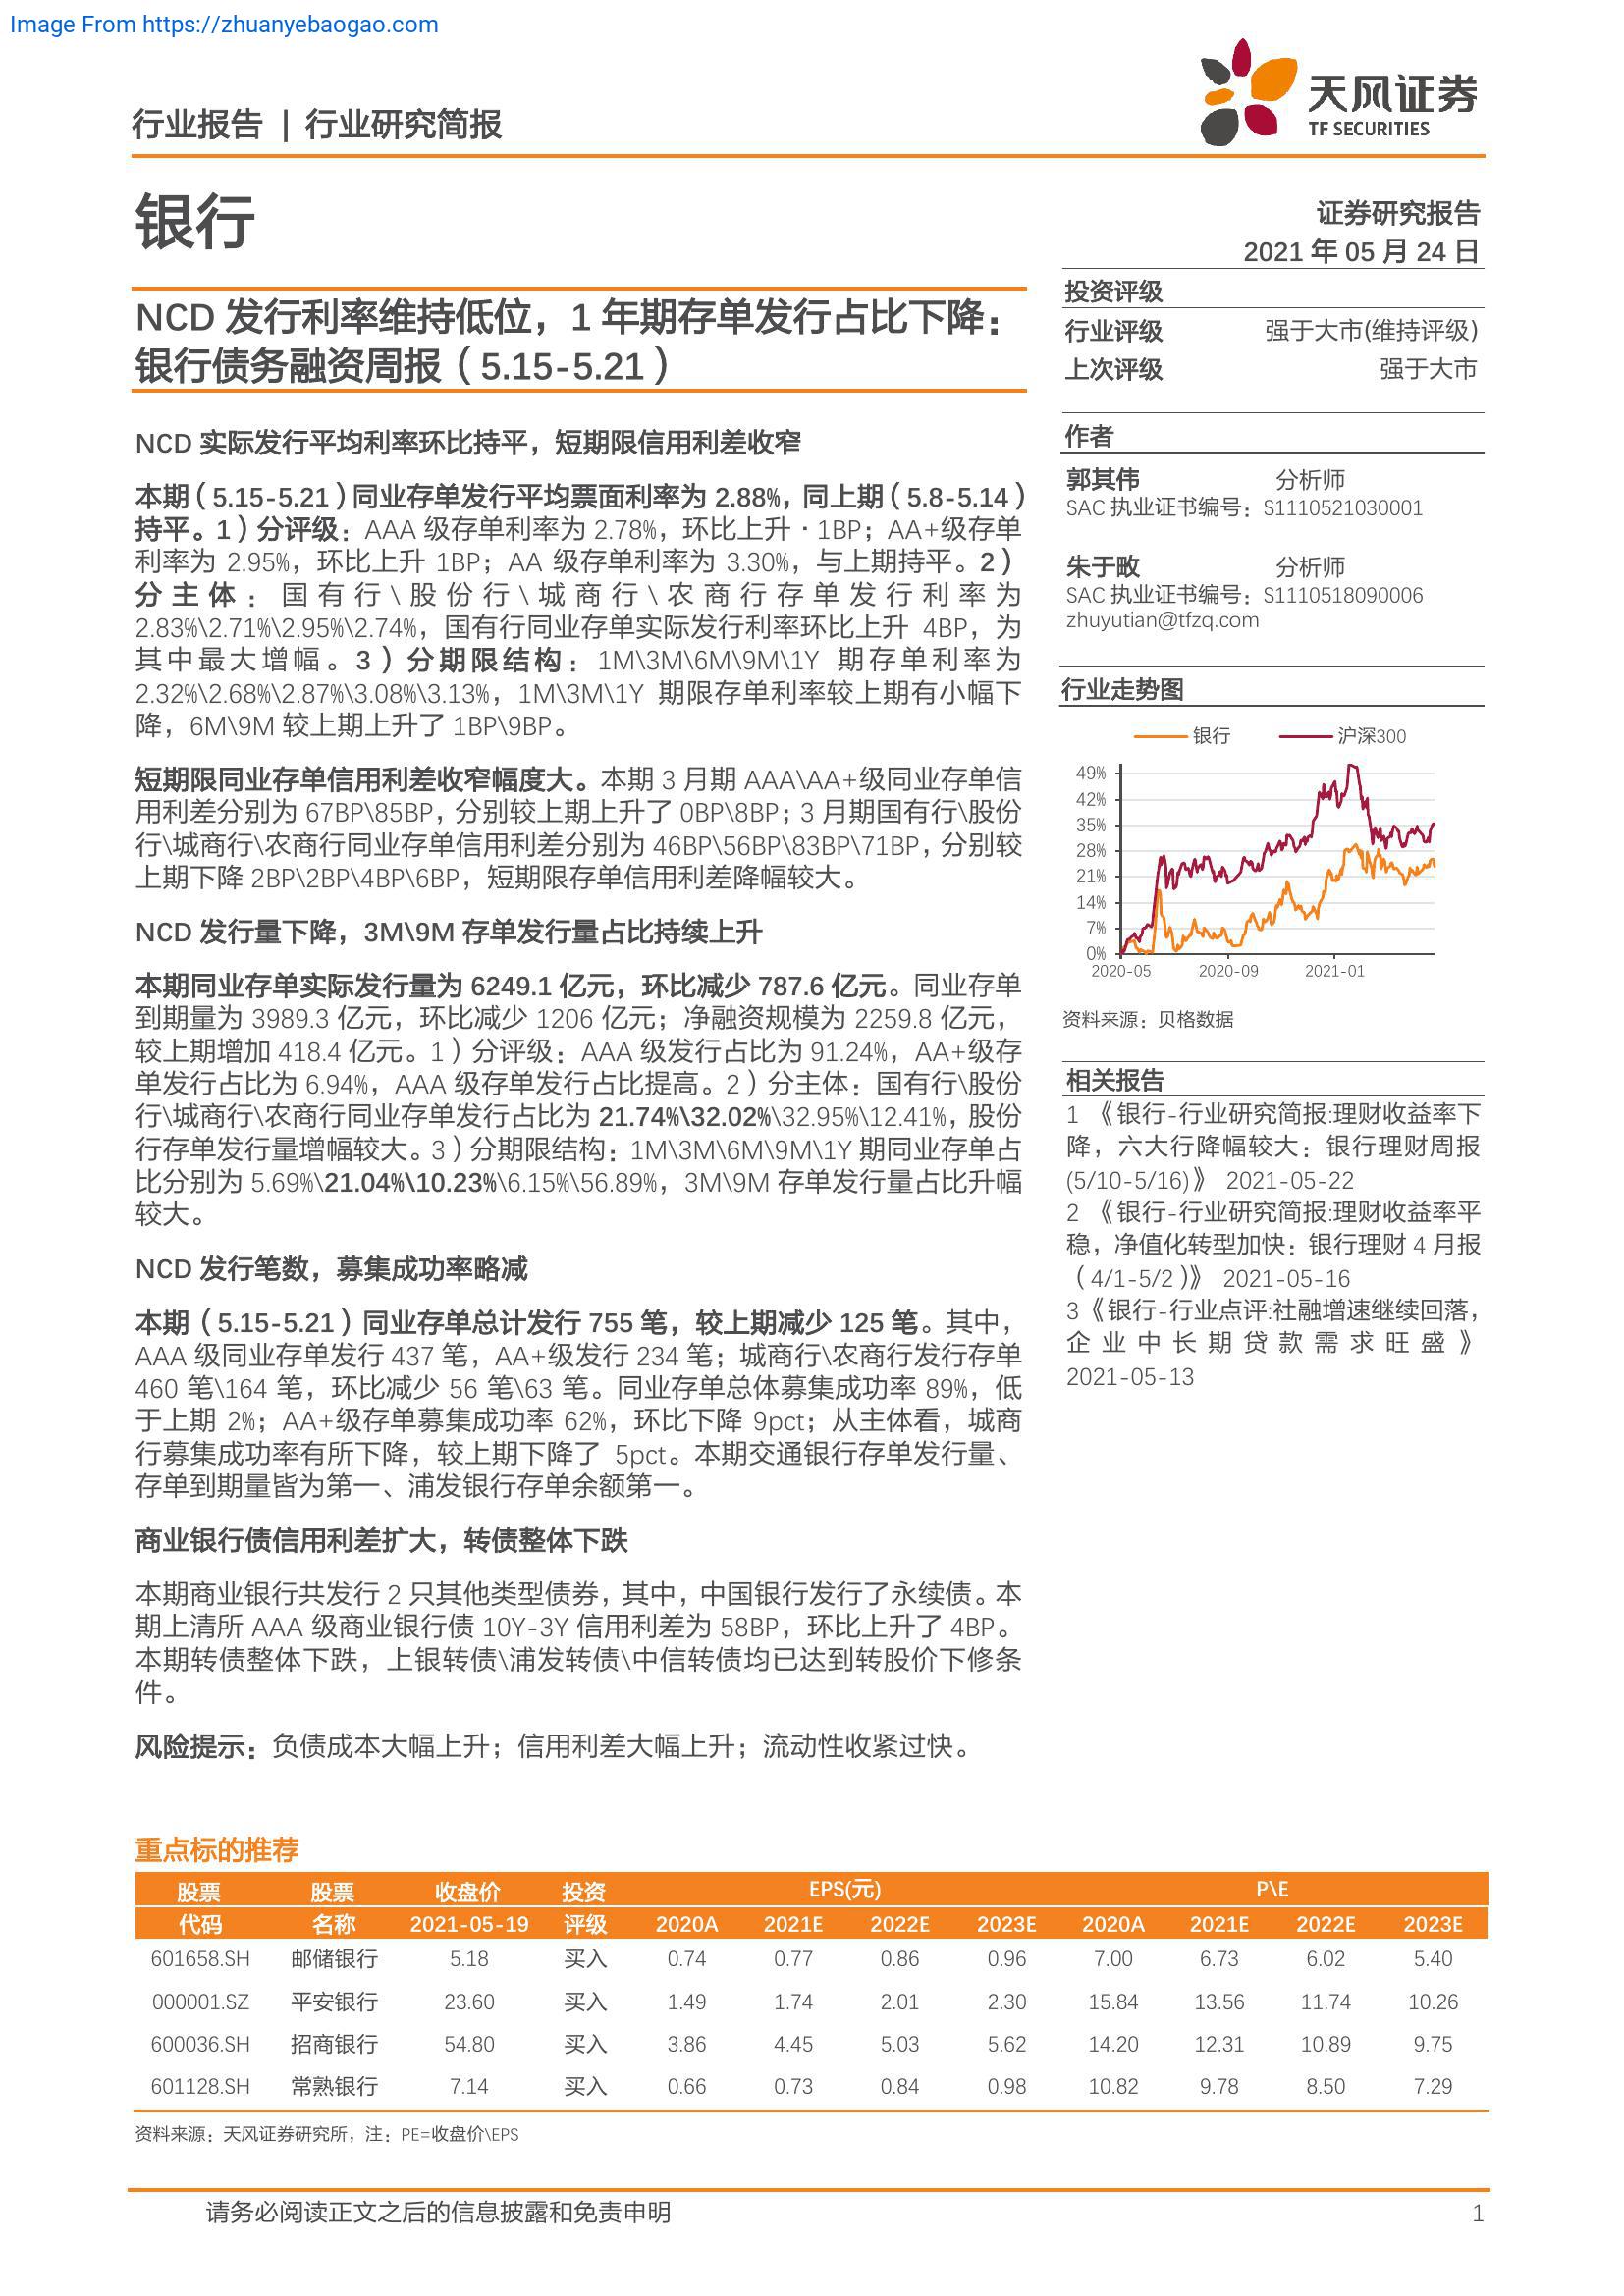 Image From https://zhuanyebaogao.com
行业报告 | 行业研究简报
天风证券
TF SECURITIES
银行
证券研究报告
2021 年 05 月 24 日
NCD 发行利率维持低位，1 年期存单发行占比下降：
银行债务融资周报（5.15-5.21）
NCD 实际发行平均利率环比持平，短期限信用利差收窄
本期（5.15-5.21）同业存单发行平均票面利率为 2.88%，同上期（5.8-5.14）
持平。1）分评级：AAA 级存单利率为 2.78%，环比上升 · 1BP；AA+级存单
利率为 2.95%，环比上升 1BP；AA 级存单利率为 3.30%，与上期持平。2）
分主体：国有行\股份行\城商行\农商行存单发行利率为
2.83%\2.71%\2.95%\2.74%，国有行同业存单实际发行利率环比上升 4BP，为
其中最大增幅。3）分期限结构：1M\3M\6M\9M\1Y 期存单利率为
2.32%\2.68%\2.87%\3.08%\3.13%，1M\3M\1Y 期限存单利率较上期有小幅下
降，6M\9M 较上期上升了 1BP\9BP。
短期限同业存单信用利差收窄幅度大。本期 3 月期 AAA\AA+级同业存单信
用利差分别为 67BP\85BP，分别较上期上升了 0BP\8BP；3 月期国有行\股份
行\城商行\农商行同业存单信用利差分别为 46BP\56BP\83BP\71BP，分别较
上期下降 2BP\2BP\4BP\6BP，短期限存单信用利差降幅较大。
NCD 发行量下降，3M\9M 存单发行量占比持续上升
本期同业存单实际发行量为 6249.1 亿元，环比减少 787.6 亿元。同业存单
到期量为 3989.3 亿元，环比减少 1206 亿元；净融资规模为 2259.8 亿元，
较上期增加 418.4 亿元。1）分评级：AAA 级发行占比为 91.24%，AA+级存
单发行占比为 6.94%，AAA 级存单发行占比提高。2）分主体：国有行\股份
行\城商行\农商行同业存单发行占比为 21.74%\32.02%\32.95%\12.41%，股份
行存单发行量增幅较大。3）分期限结构：1M\3M\6M\9M\1Y 期同业存单占
比分别为 5.69%\21.04%\10.23%\6.15%\56.89%，3M\9M 存单发行量占比升幅
较大。
NCD 发行笔数，募集成功率略减
本期（5.15-5.21）同业存单总计发行 755 笔，较上期减少 125 笔。其中，
AAA 级同业存单发行 437 笔，AA+级发行 234 笔；城商行\农商行发行存单
460 笔\164 笔，环比减少 56 笔\63 笔。同业存单总体募集成功率 89%，低
于上期 2%；AA+级存单募集成功率 62%，环比下降 9pct；从主体看，城商
行募集成功率有所下降，较上期下降了 5pct。本期交通银行存单发行量、
存单到期量皆为第一、浦发银行存单余额第一。
商业银行债信用利差扩大，转债整体下跌
本期商业银行共发行 2 只其他类型债券，其中，中国银行发行了永续债。本
期上清所 AAA 级商业银行债 10Y-3Y 信用利差为 58BP，环比上升了 4BP。
本期转债整体下跌，上银转债\浦发转债\中信转债均已达到转股价下修条
件。
风险提示：负债成本大幅上升；信用利差大幅上升；流动性收紧过快。
投资评级
行业评级 强于大市(维持评级)
上次评级 强于大市
作者
郭其伟 分析师
SAC 执业证书编号：S1110521030001
朱于畋 分析师
SAC 执业证书编号：S1110518090006
zhuyutian@tfzq.com
行业走势图
银行 沪深300
49%
42%
35%
28%
21%
14%
7%
0%
2020-05 2020-09 2021-01
资料来源：贝格数据
相关报告
1 《银行-行业研究简报:理财收益率下
降，六大行降幅较大：银行理财周报
(5/10-5/16)》 2021-05-22
2 《银行-行业研究简报:理财收益率平
稳，净值化转型加快：银行理财 4 月报
（4/1-5/2）》 2021-05-16
3《银行-行业点评:社融增速继续回落，
企业中长期贷款需求旺盛》
2021-05-13
重点标的推荐
股票 股票 收盘价 投资 EPS(元) P\E
代码 名称 2021-05-19 评级 2020A 2021E 2022E 2023E 2020A 2021E 2022E 2023E
601658.SH 邮储银行 5.18 买入 0.74 0.77 0.86 0.96 7.00 6.73 6.02 5.40
000001.SZ 平安银行 23.60 买入 1.49 1.74 2.01 2.30 15.84 13.56 11.74 10.26
600036.SH 招商银行 54.80 买入 3.86 4.45 5.03 5.62 14.20 12.31 10.89 9.75
601128.SH 常熟银行 7.14 买入 0.66 0.73 0.84 0.98 10.82 9.78 8.50 7.29
资料来源：天风证券研究所，注：PE=收盘价\EPS
请务必阅读正文之后的信息披露和免责申明 1